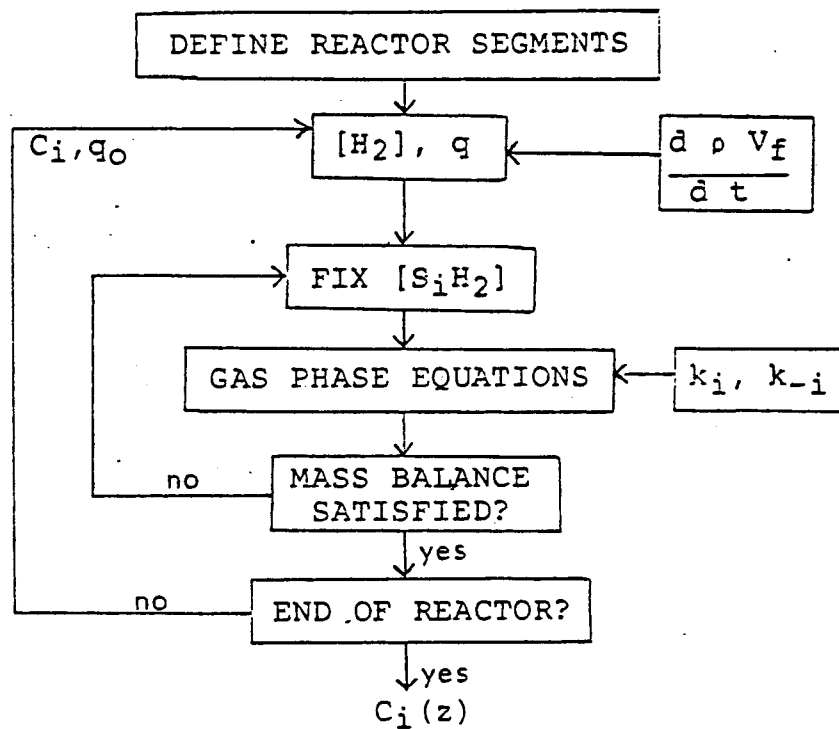 DEFINE REACTOR SEGMENTS
C_i, q_o
[H_2], q
d ρ V_f
d t
FIX [S_iH_2]
GAS PHASE EQUATIONS
k_i, k_{-i}
no
MASS BALANCE
SATISFIED?
yes
no
END OF REACTOR?
yes
C_i(z)